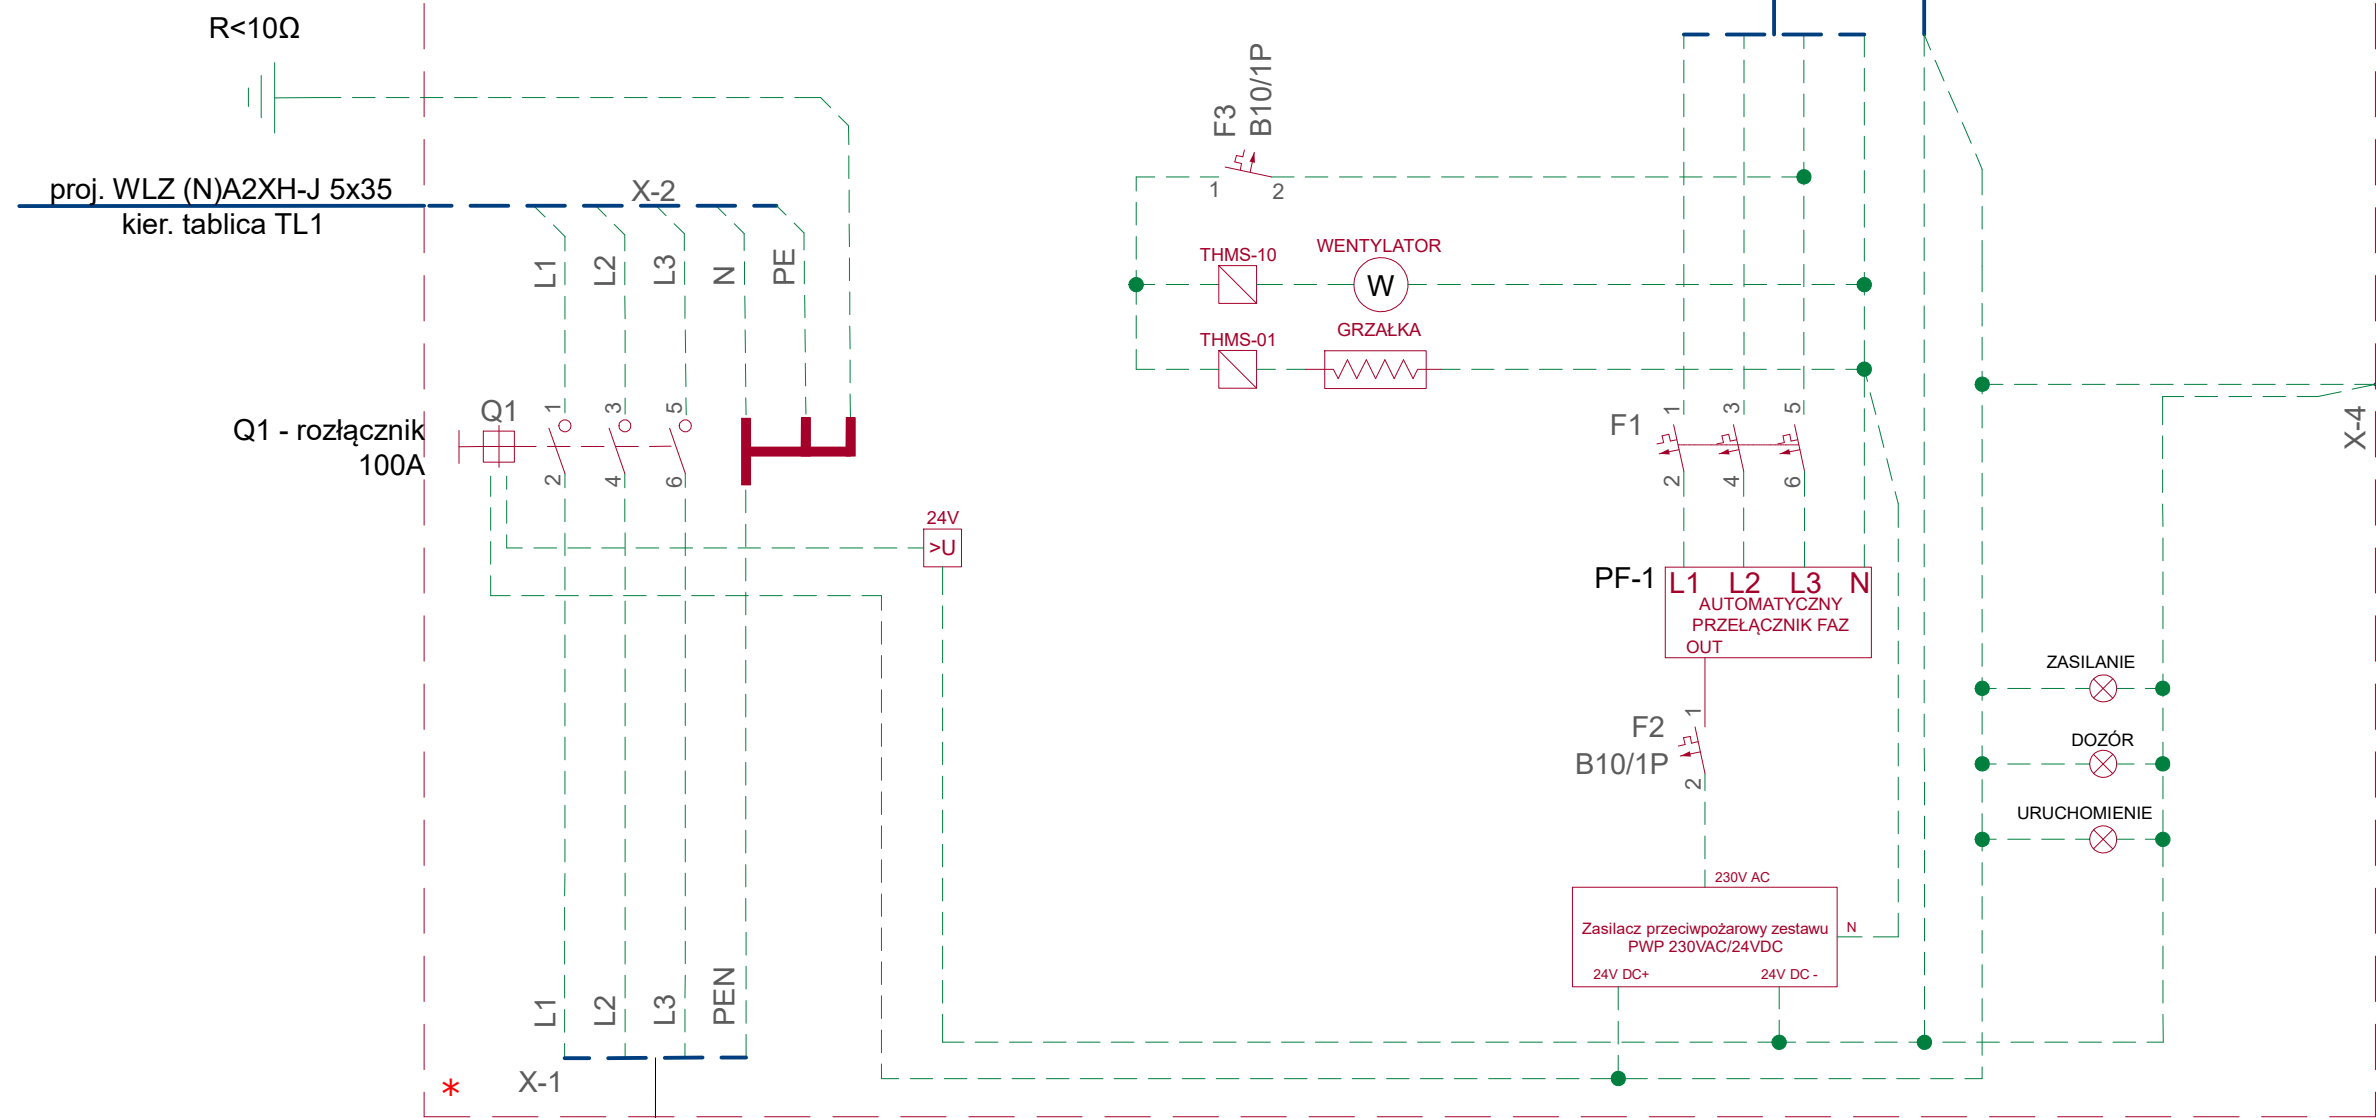 R<10Ω
proj. WLZ (N)A2XH-J 5x35
kier. tablica TL1
X-2
L1
L2
L3
N
PE
Q1 - rozłącznik
100A
Q1
1
3
5
2
4
6
24V
>U
L1
L2
L3
PEN
X-1
*
F3
B10/1P
1
2
THMS-10
WENTYLATOR
W
THMS-01
GRZAŁKA
F1
1
3
5
2
4
6
PF-1
L1 L2 L3 N
AUTOMATYCZNY
PRZEŁĄCZNIK FAZ
OUT
F2
B10/1P
1
2
230V AC
Zasilacz przeciwpożarowy zestawu
PWP 230VAC/24VDC
N
24V DC+
24V DC -
X-4
ZASILANIE
DOZÓR
URUCHOMIENIE